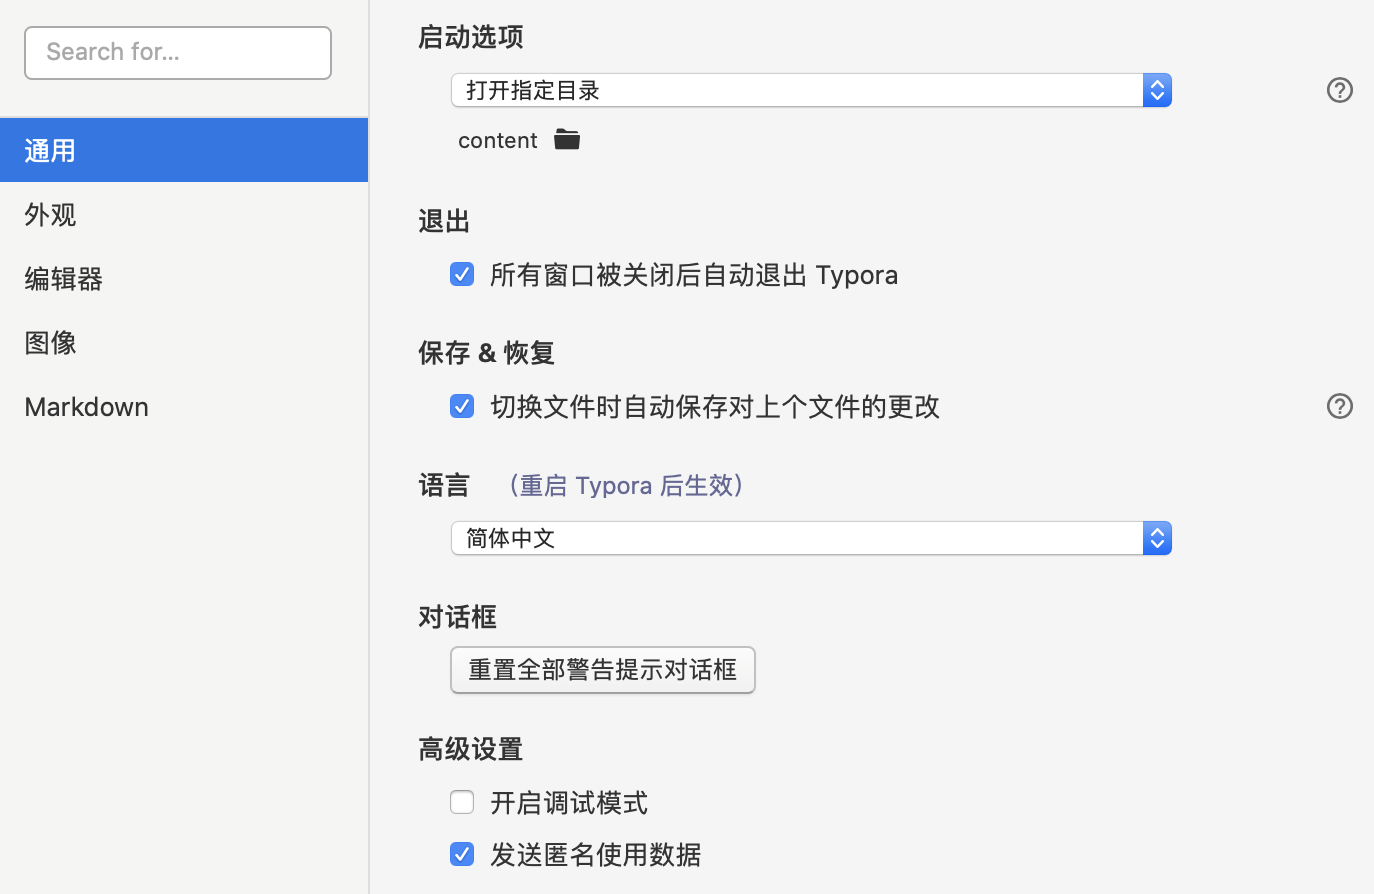 Search for...
通用
外观
编辑器
图像
Markdown
启动选项
打开指定目录
content
退出
所有窗口被关闭后自动退出 Typora
保存 & 恢复
切换文件时自动保存对上个文件的更改
语言 （重启 Typora 后生效）
简体中文
对话框
重置全部警告提示对话框
高级设置
开启调试模式
发送匿名使用数据